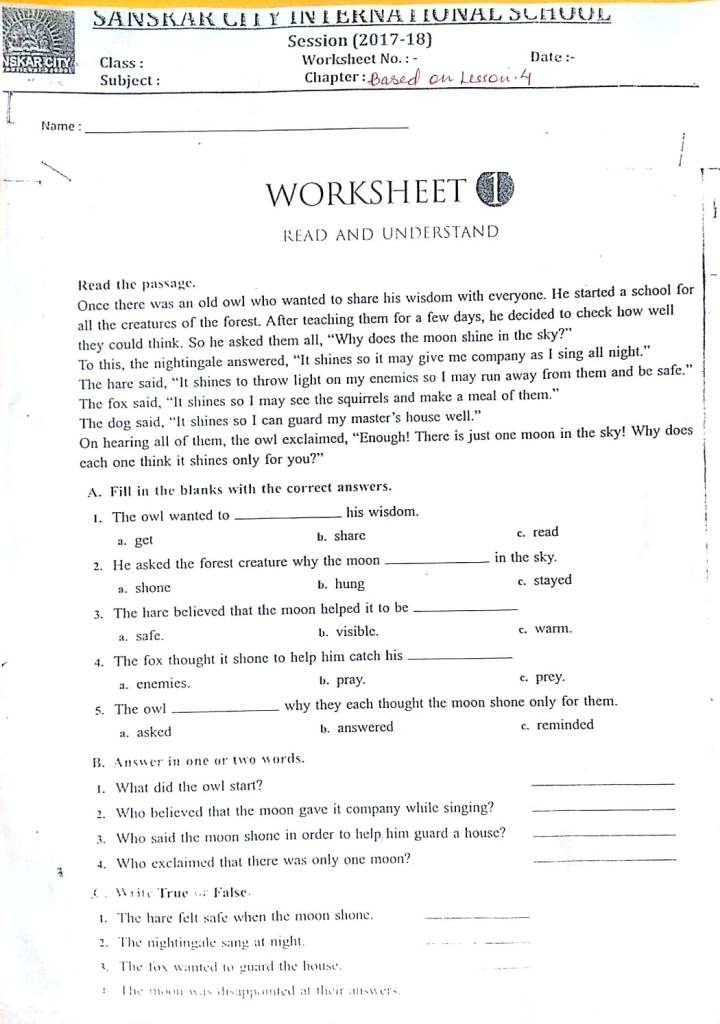 SANSKAR CITY INTERNATIONAL SCHOOL
Session (2017-18)
NSKAR CITY
Class :
Worksheet No. : -
Date :-
Subject :
Chapter : Based on Lesson-4
Name :
WORKSHEET 1
READ AND UNDERSTAND
Read the passage.
Once there was an old owl who wanted to share his wisdom with everyone. He started a school for
all the creatures of the forest. After teaching them for a few days, he decided to check how well
they could think. So he asked them all, “Why does the moon shine in the sky?”
To this, the nightingale answered, “It shines so it may give me company as I sing all night.”
The hare said, “It shines to throw light on my enemies so I may run away from them and be safe.”
The fox said, “It shines so I may see the squirrels and make a meal of them.”
The dog said, “It shines so I can guard my master’s house well.”
On hearing all of them, the owl exclaimed, “Enough! There is just one moon in the sky! Why does
each one think it shines only for you?”
A. Fill in the blanks with the correct answers.
1. The owl wanted to ____________ his wisdom.
a. get b. share c. read
2. He asked the forest creature why the moon ____________ in the sky.
a. shone b. hung c. stayed
3. The hare believed that the moon helped it to be ____________
a. safe. b. visible. c. warm.
4. The fox thought it shone to help him catch his ____________
a. enemies. b. pray. c. prey.
5. The owl ____________ why they each thought the moon shone only for them.
a. asked b. answered c. reminded
B. Answer in one or two words.
1. What did the owl start?
2. Who believed that the moon gave it company while singing?
3. Who said the moon shone in order to help him guard a house?
4. Who exclaimed that there was only one moon?
C. Write True or False.
1. The hare felt safe when the moon shone.
2. The nightingale sang at night.
3. The fox wanted to guard the house.
The moon was disappointed at their answers.